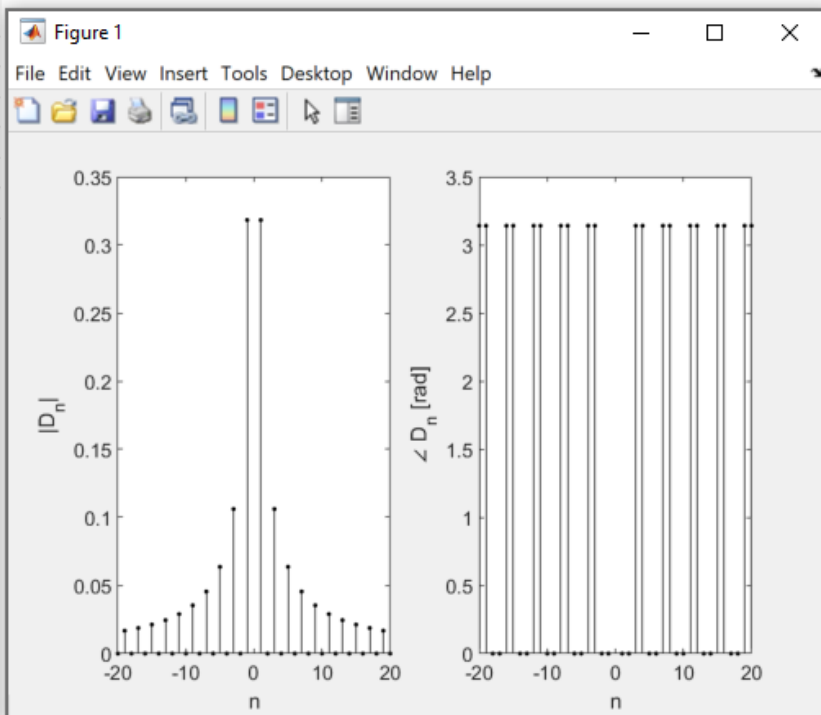 Figure 1
File Edit View Insert Tools Desktop Window Help
0.35
0.3
0.25
0.2
0.15
0.1
0.05
0
|Dn|
-20 -10 0 10 20
n
3.5
3
2.5
2
1.5
1
0.5
0
∠ Dn [rad]
-20 -10 0 10 20
n